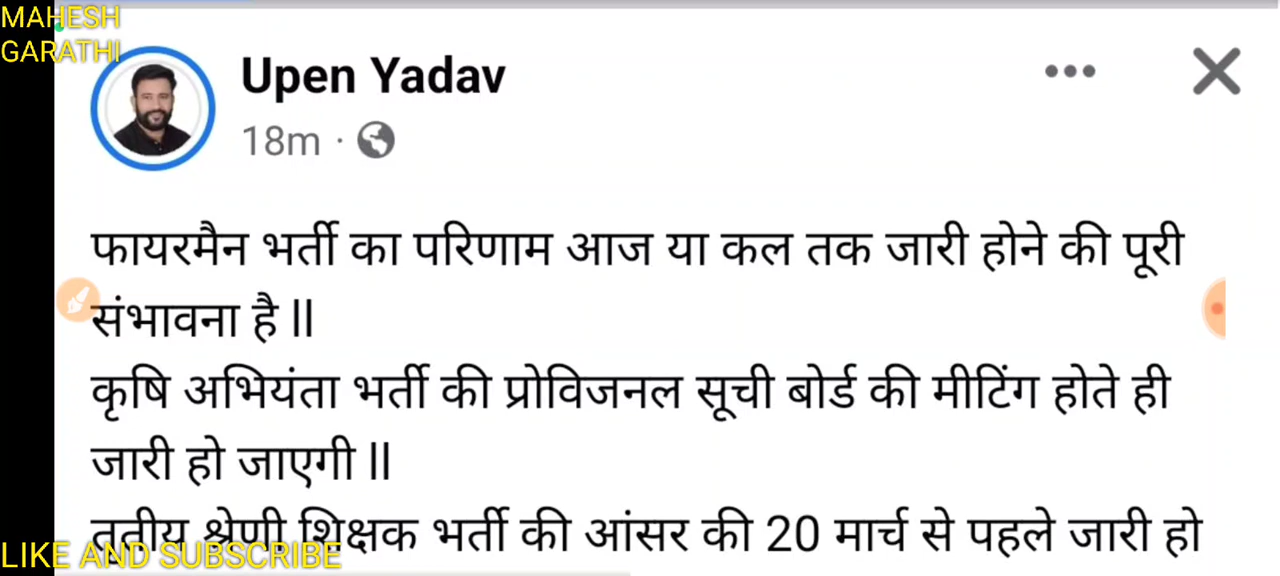 MAHESH
GARATHI
Upen Yadav
18m ·
फायरमैन भर्ती का परिणाम आज या कल तक जारी होने की पूरी
संभावना है ||
कृषि अभियंता भर्ती की प्रोविजनल सूची बोर्ड की मीटिंग होते ही
जारी हो जाएगी ||
तृतीय श्रेणी शिक्षक भर्ती की आंसर की 20 मार्च से पहले जारी हो
LIKE AND SUBSCRIBE